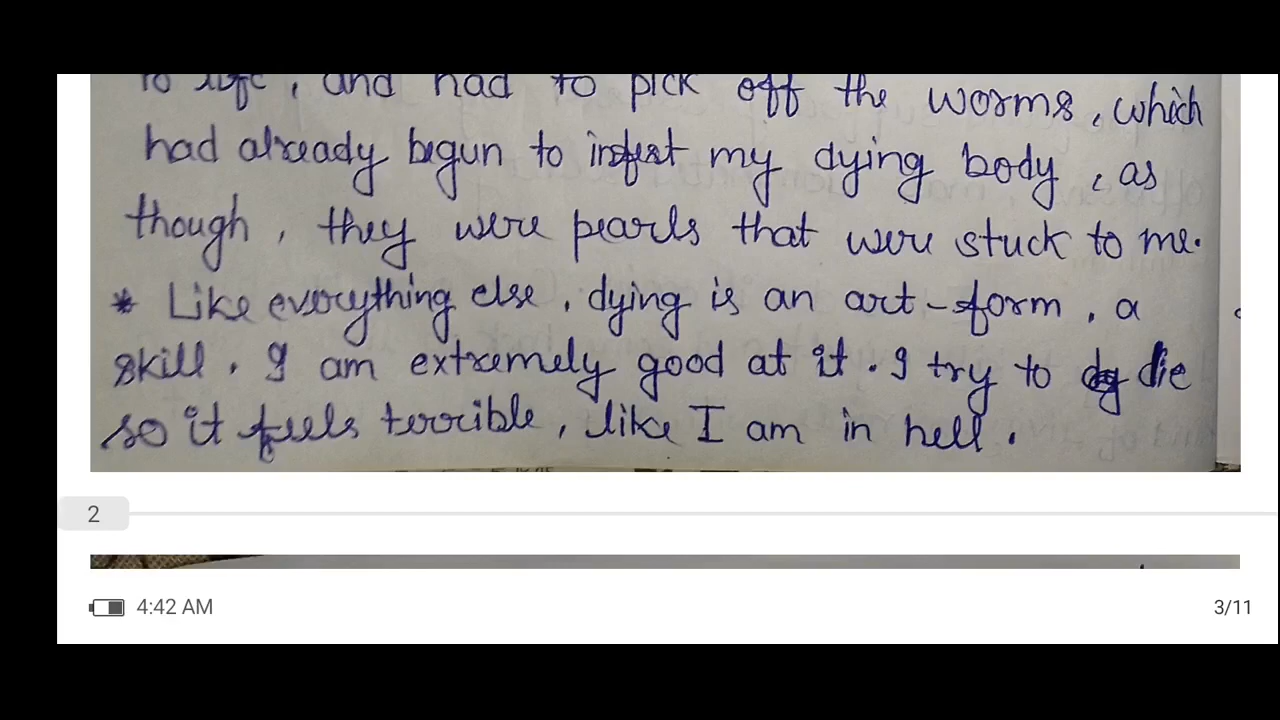 to life, and had to pick off the worms, which
had already begun to infest my dying body, as
though, they were pearls that were stuck to me.
* Like everything else, dying is an art-form, a
skill. I am extremely good at it. I try to die
so it feels terrible, like I am in hell.
2
4:42 AM
3/11